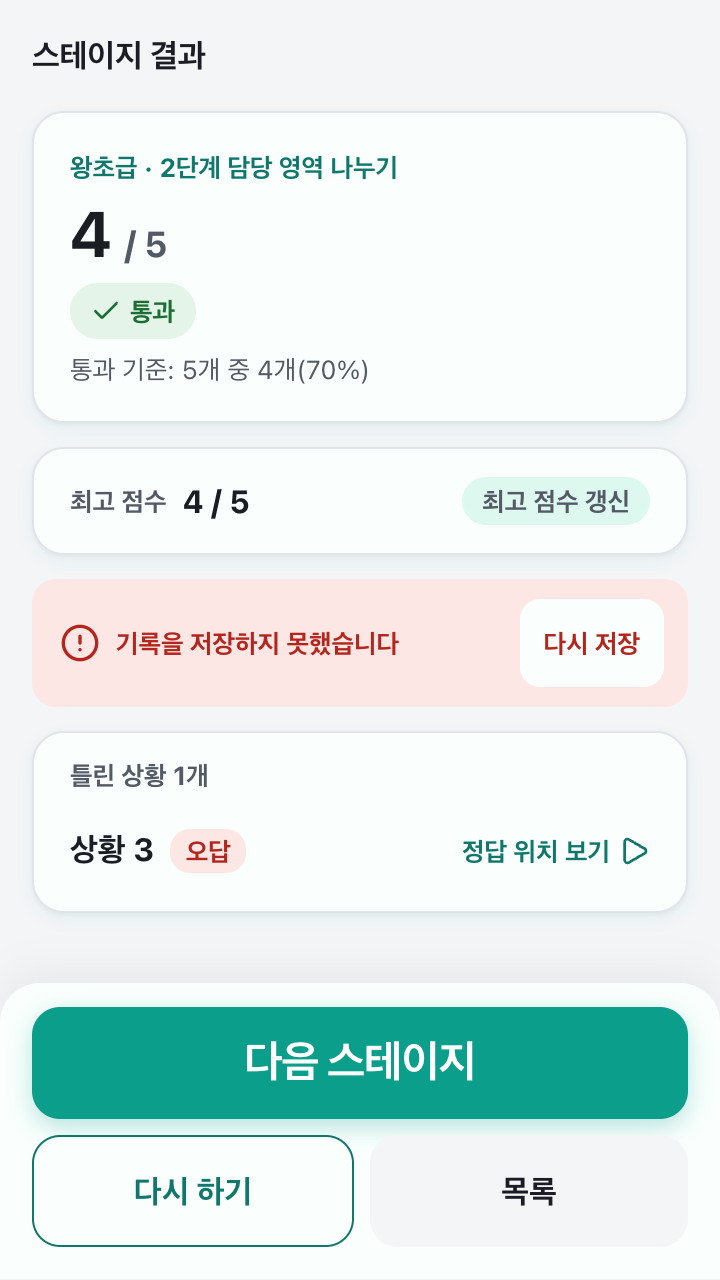 스테이지 결과
왕초급 · 2단계 담당 영역 나누기
4 / 5
통과
통과 기준: 5개 중 4개(70%)
최고 점수 4 / 5 최고 점수 갱신
기록을 저장하지 못했습니다 다시 저장
틀린 상황 1개
상황 3 오답 정답 위치 보기
다음 스테이지
다시 하기 목록